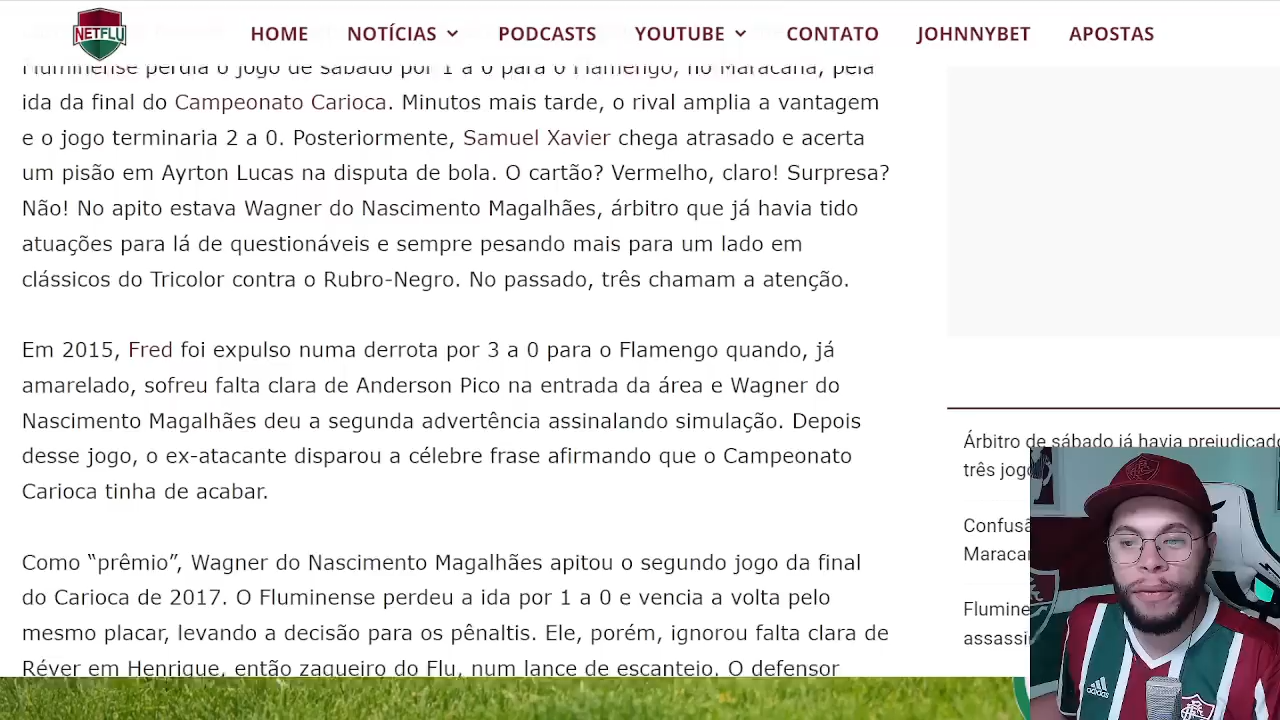 NETFLU
HOME NOTÍCIAS PODCASTS YOUTUBE CONTATO JOHNNYBET APOSTAS
Fluminense perdia o jogo de sábado por 1 a 0 para o Flamengo, no Maracanã, pela
ida da final do Campeonato Carioca. Minutos mais tarde, o rival amplia a vantagem
e o jogo terminaria 2 a 0. Posteriormente, Samuel Xavier chega atrasado e acerta
um pisão em Ayrton Lucas na disputa de bola. O cartão? Vermelho, claro! Surpresa?
Não! No apito estava Wagner do Nascimento Magalhães, árbitro que já havia tido
atuações para lá de questionáveis e sempre pesando mais para um lado em
clássicos do Tricolor contra o Rubro-Negro. No passado, três chamam a atenção.
Em 2015, Fred foi expulso numa derrota por 3 a 0 para o Flamengo quando, já
amarelado, sofreu falta clara de Anderson Pico na entrada da área e Wagner do
Nascimento Magalhães deu a segunda advertência assinalando simulação. Depois
desse jogo, o ex-atacante disparou a célebre frase afirmando que o Campeonato
Carioca tinha de acabar.
Como “prêmio”, Wagner do Nascimento Magalhães apitou o segundo jogo da final
do Carioca de 2017. O Fluminense perdeu a ida por 1 a 0 e vencia a volta pelo
mesmo placar, levando a decisão para os pênaltis. Ele, porém, ignorou falta clara de
Réver em Henrique, então zagueiro do Flu, num lance de escanteio. O defensor
Árbitro de sábado já havia prejudicado
três jogo
Confusã
Maracan
Flumine
assassi
adidas